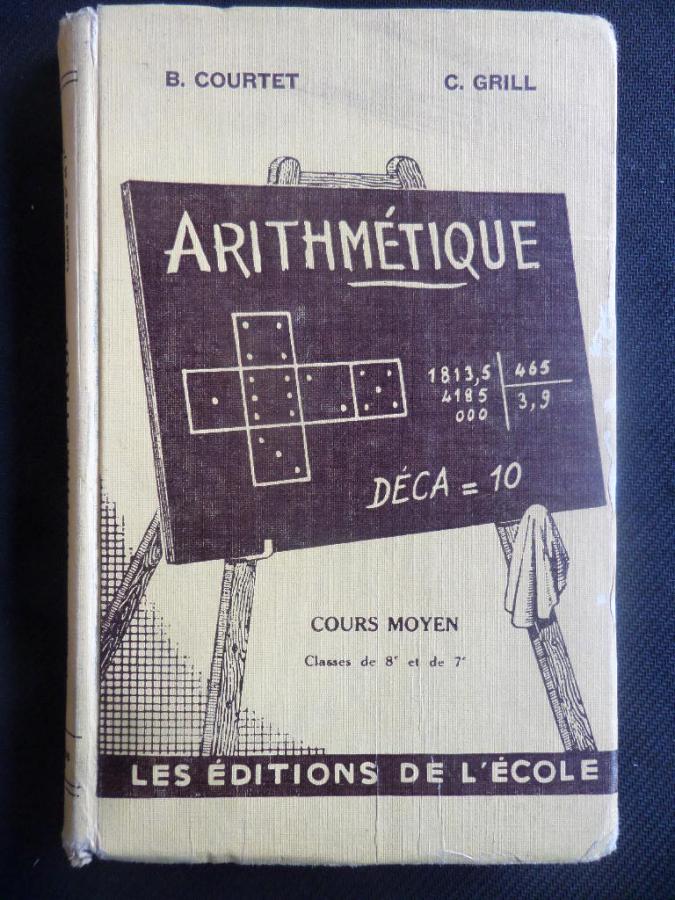 B. COURTET C. GRILL
ARITHMÉTIQUE
1813,5 465
4185 3,9
000
DÉCA = 10
COURS MOYEN
Classes de 8e et de 7e
LES ÉDITIONS DE L'ÉCOLE